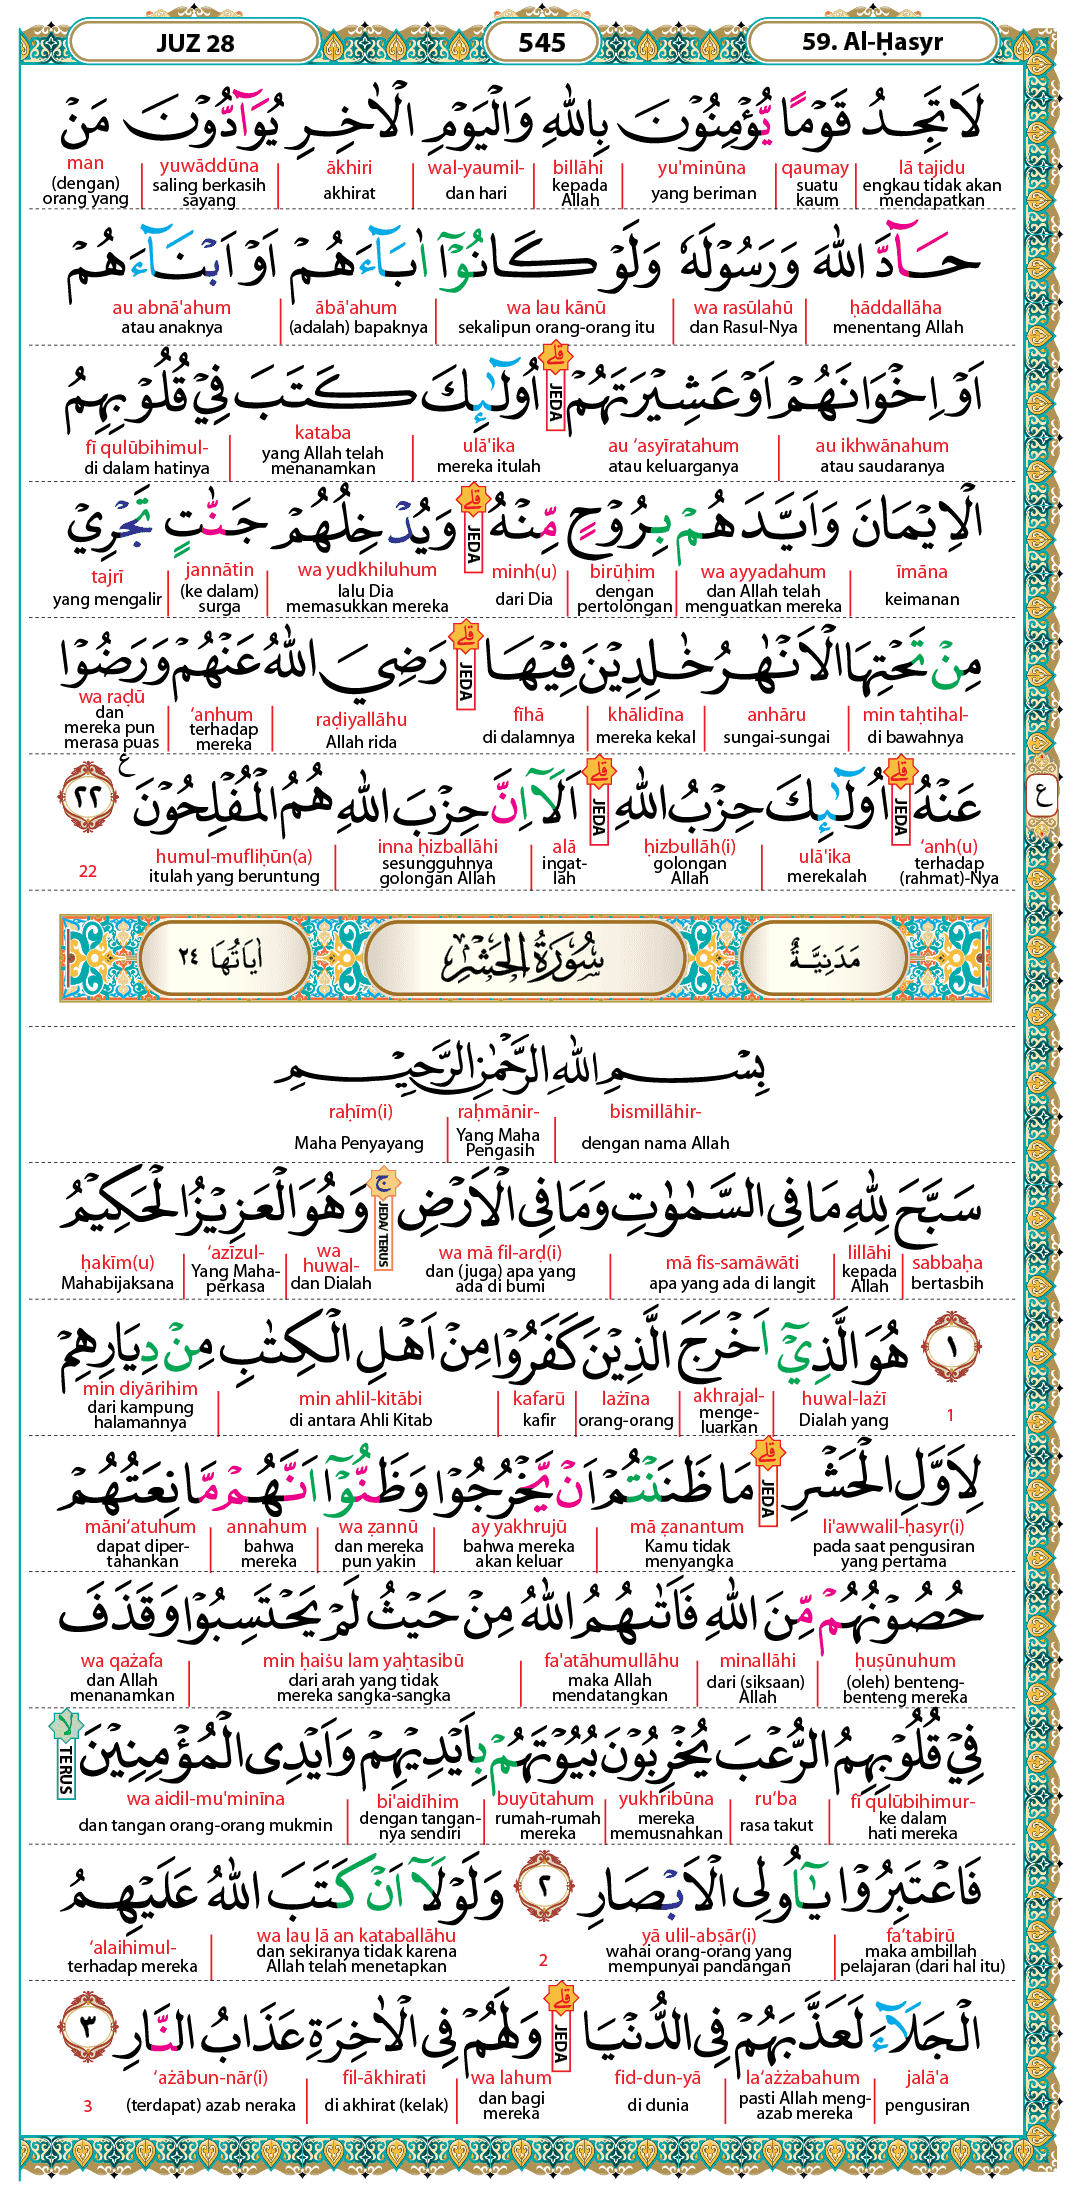 JUZ 28
545
59. Al-Ḥasyr
لَا تَجِدُ قَوْمًا يُّؤْمِنُوْنَ بِاللّٰهِ وَالْيَوْمِ الْاٰخِرِ يُوَاۤدُّوْنَ مَنْ
lā tajidu qaumay yu'minūna billāhi wal-yaumil- ākhiri yuwāddūna man
engkau tidak akan mendapatkan suatu kaum yang beriman kepada Allah dan hari akhirat saling berkasih sayang (dengan) orang yang
حَاۤدَّ اللّٰهَ وَرَسُوْلَهٗ وَلَوْ كَانُوْٓا اٰبَاۤءَهُمْ اَوْ اَبْنَاۤءَهُمْ
ḥāddallāha wa rasūlahū wa lau kānū ābā'ahum au abnā'ahum
menentang Allah dan Rasul-Nya sekalipun orang-orang itu (adalah) bapaknya atau anaknya
اَوْ اِخْوَانَهُمْ اَوْ عَشِيْرَتَهُمْ ۗ اُولٰۤىِٕكَ كَتَبَ فِيْ قُلُوْبِهِمُ
JEDA
au ikhwānahum au ‘asyīratahum ulā'ika kataba fī qulūbihimul-
atau saudaranya atau keluarganya mereka itulah yang Allah telah menanamkan di dalam hatinya
الْاِيْمَانَ وَاَيَّدَهُمْ بِرُوْحٍ مِّنْهُ ۗ وَيُدْخِلُهُمْ جَنّٰتٍ تَجْرِيْ
JEDA
īmāna wa ayyadahum birūḥim minh(u) wa yudkhiluhum jannātin tajrī
keimanan dan Allah telah menguatkan mereka dengan pertolongan dari Dia lalu Dia memasukkan mereka (ke dalam) surga yang mengalir
مِنْ تَحْتِهَا الْاَنْهٰرُ خٰلِدِيْنَ فِيْهَا ۗ رَضِيَ اللّٰهُ عَنْهُمْ وَرَضُوْا
JEDA
min taḥtihal- anhāru khālidīna fīhā raḍiyallāhu ‘anhum wa raḍū
di bawahnya sungai-sungai mereka kekal di dalamnya Allah rida terhadap mereka dan mereka pun merasa puas
عَنْهُ ۗ اُولٰۤىِٕكَ حِزْبُ اللّٰهِ ۗ اَلَآ اِنَّ حِزْبَ اللّٰهِ هُمُ الْمُفْلِحُوْنَ ࣖ ٢٢
ع
JEDA JEDA
‘anh(u) ulā'ika ḥizbullāh(i) alā inna ḥizballāhi humul-mufliḥūn(a) 22
terhadap (rahmat)-Nya merekalah golongan Allah ingat-lah sesungguhnya golongan Allah itulah yang beruntung
مَدَنِيَّةٌ سُوْرَةُ الْحَشْرِ اٰيَاتُهَا ٢٤
بِسْمِ اللّٰهِ الرَّحْمٰنِ الرَّحِيْمِ
bismillāhir- raḥmānir- raḥīm(i)
dengan nama Allah Yang Maha Pengasih Maha Penyayang
سَبَّحَ لِلّٰهِ مَا فِى السَّمٰوٰتِ وَمَا فِى الْاَرْضِ ۚ وَهُوَ الْعَزِيْزُ الْحَكِيْمُ
JEDA/ TERUS
sabbaḥa lillāhi mā fis-samāwāti wa mā fil-arḍ(i) wa huwal- ‘azīzul- ḥakīm(u)
bertasbih kepada Allah apa yang ada di langit dan (juga) apa yang ada di bumi dan Dialah Yang Maha-perkasa Mahabijaksana
١ هُوَ الَّذِيْٓ اَخْرَجَ الَّذِيْنَ كَفَرُوْا مِنْ اَهْلِ الْكِتٰبِ مِنْ دِيَارِهِمْ
1 huwal-lażī akhrajal- lażīna kafarū min ahlil-kitābi min diyārihim
Dialah yang menge-luarkan orang-orang kafir di antara Ahli Kitab dari kampung halamannya
لِاَوَّلِ الْحَشْرِ ۗ مَا ظَنَنْتُمْ اَنْ يَّخْرُجُوْا وَظَنُّوْٓا اَنَّهُمْ مَّانِعَتُهُمْ
JEDA
li'awwalil-ḥasyr(i) mā ẓanantum ay yakhrujū wa ẓannū annahum māni‘atuhum
pada saat pengusiran yang pertama Kamu tidak menyangka bahwa mereka akan keluar dan mereka pun yakin bahwa mereka dapat diper-tahankan
حُصُوْنُهُمْ مِّنَ اللّٰهِ فَاَتٰىهُمُ اللّٰهُ مِنْ حَيْثُ لَمْ يَحْتَسِبُوْا وَقَذَفَ
ḥuṣūnuhum minallāhi fa'atāhumullāhu min ḥaiṡu lam yaḥtasibū wa qażafa
(oleh) benteng-benteng mereka dari (siksaan) Allah maka Allah mendatangkan dari arah yang tidak mereka sangka-sangka dan Allah menanamkan
فِيْ قُلُوْبِهِمُ الرُّعْبَ يُخْرِبُوْنَ بُيُوْتَهُمْ بِاَيْدِيْهِمْ وَاَيْدِى الْمُؤْمِنِيْنَ ۙ
TERUS
fī qulūbihimur- ru‘ba yukhribūna buyūtahum bi'aidīhim wa aidil-mu'minīna
ke dalam hati mereka rasa takut mereka memusnahkan rumah-rumah mereka dengan tangan-nya sendiri dan tangan orang-orang mukmin
فَاعْتَبِرُوْا يٰٓاُولِى الْاَبْصَارِ ٢ وَلَوْلَآ اَنْ كَتَبَ اللّٰهُ عَلَيْهِمُ
fa‘tabirū yā ulil-abṣār(i) 2 wa lau lā an kataballāhu ‘alaihimul-
maka ambillah pelajaran (dari hal itu) wahai orang-orang yang mempunyai pandangan dan sekiranya tidak karena Allah telah menetapkan terhadap mereka
الْجَلَاۤءَ لَعَذَّبَهُمْ فِى الدُّنْيَا ۗ وَلَهُمْ فِى الْاٰخِرَةِ عَذَابُ النَّارِ ٣
JEDA
jalā'a la‘ażżabahum fid-dun-yā wa lahum fil-ākhirati ‘ażābun-nār(i) 3
pengusiran pasti Allah meng-azab mereka di dunia dan bagi mereka di akhirat (kelak) (terdapat) azab neraka